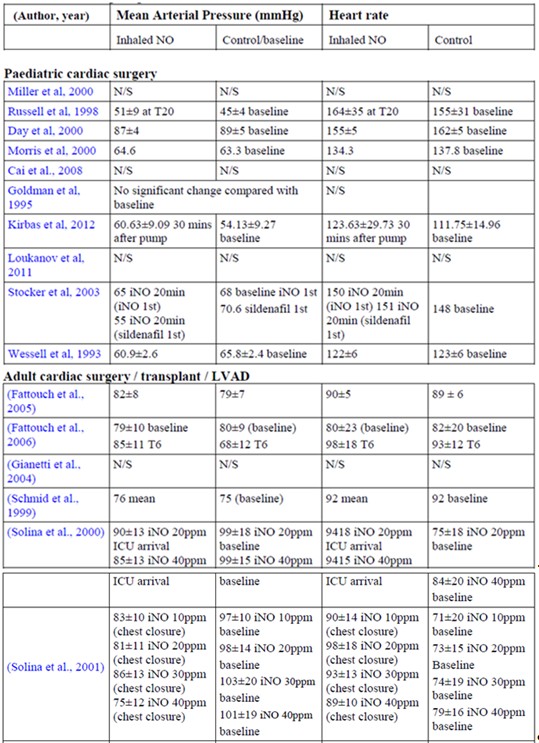 (Author, year) Mean Arterial Pressure (mmHg) Heart rate
Inhaled NO Control/baseline Inhaled NO Control
Paediatric cardiac surgery
Miller et al, 2000 N/S N/S N/S N/S
Russell et al, 1998 51±9 at T20 45±4 baseline 164±35 at T20 155±31 baseline
Day et al, 2000 87±4 89±5 baseline 155±5 162±5 baseline
Morris et al, 2000 64.6 63.3 baseline 134.3 137.8 baseline
Cai et al., 2008 N/S N/S N/S N/S
Goldman et al, No significant change compared with N/S
1995 baseline
Kirbas et al, 2012 60.63±9.09 30 mins 54.13±9.27 123.63±29.73 30 111.75±14.96
after pump baseline mins after pump baseline
Loukanov et al, N/S N/S N/S N/S
2011
Stocker et al, 2003 65 iNO 20min 68 baseline iNO 1st 150 iNO 20min 148 baseline
(iNO 1st) 70.6 sildenafil 1st (iNO 1st) 151 iNO
55 iNO 20min 20min (sildenafil
(sildenafil 1st) 1st)
Wessell et al, 1993 60.9±2.6 65.8±2.4 baseline 122±6 123±6 baseline
Adult cardiac surgery / transplant / LVAD
(Fattouch et al., 82±8 79±7 90±5 89 ± 6
2005)
(Fattouch et al., 79±10 baseline 80±9 (baseline) 80±23 (baseline) 82±20 baseline
2006) 85±11 T6 68±12 T6 98±18 T6 93±12 T6
(Gianetti et al., N/S N/S N/S N/S
2004)
(Schmid et al., 76 mean 75 (baseline) 92 mean 92 baseline
1999)
(Solina et al., 2000) 90±13 iNO 20ppm 99±18 iNO 20ppm 9418 iNO 20ppm 75±18 iNO 20ppm
ICU arrival baseline ICU arrival baseline
85±13 iNO 40ppm 99±15 iNO 40ppm 9415 iNO 40ppm
ICU arrival baseline ICU arrival 84±20 iNO 40ppm
baseline
(Solina et al., 2001) 83±10 iNO 10ppm 97±10 iNO 10ppm 90±14 iNO 10ppm 71±20 iNO 10ppm
(chest closure) baseline (chest closure) baseline
81±11 iNO 20ppm 98±14 iNO 20ppm 98±18 iNO 20ppm 73±15 iNO 20ppm
(chest closure) baseline (chest closure) Baseline
86±13 iNO 30ppm 103±20 iNO 30ppm 93±13 iNO 30ppm 74±19 iNO 30ppm
(chest closure) baseline (chest closure) baseline
75±12 iNO 40ppm 101±19 iNO 40ppm 89±10 iNO 40ppm 79±16 iNO 40ppm
(chest closure) baseline (chest closure) baseline